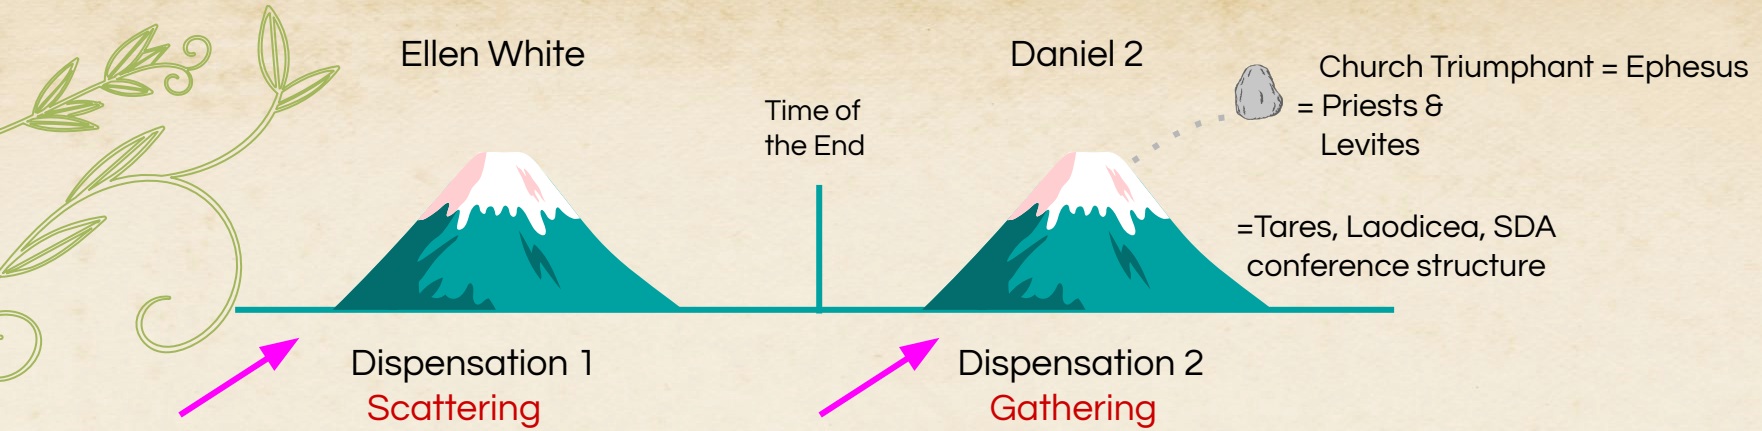 Ellen White
Daniel 2
Time of
the End
Church Triumphant = Ephesus
= Priests &
Levites
=Tares, Laodicea, SDA
conference structure
Dispensation 1
Scattering
Dispensation 2
Gathering